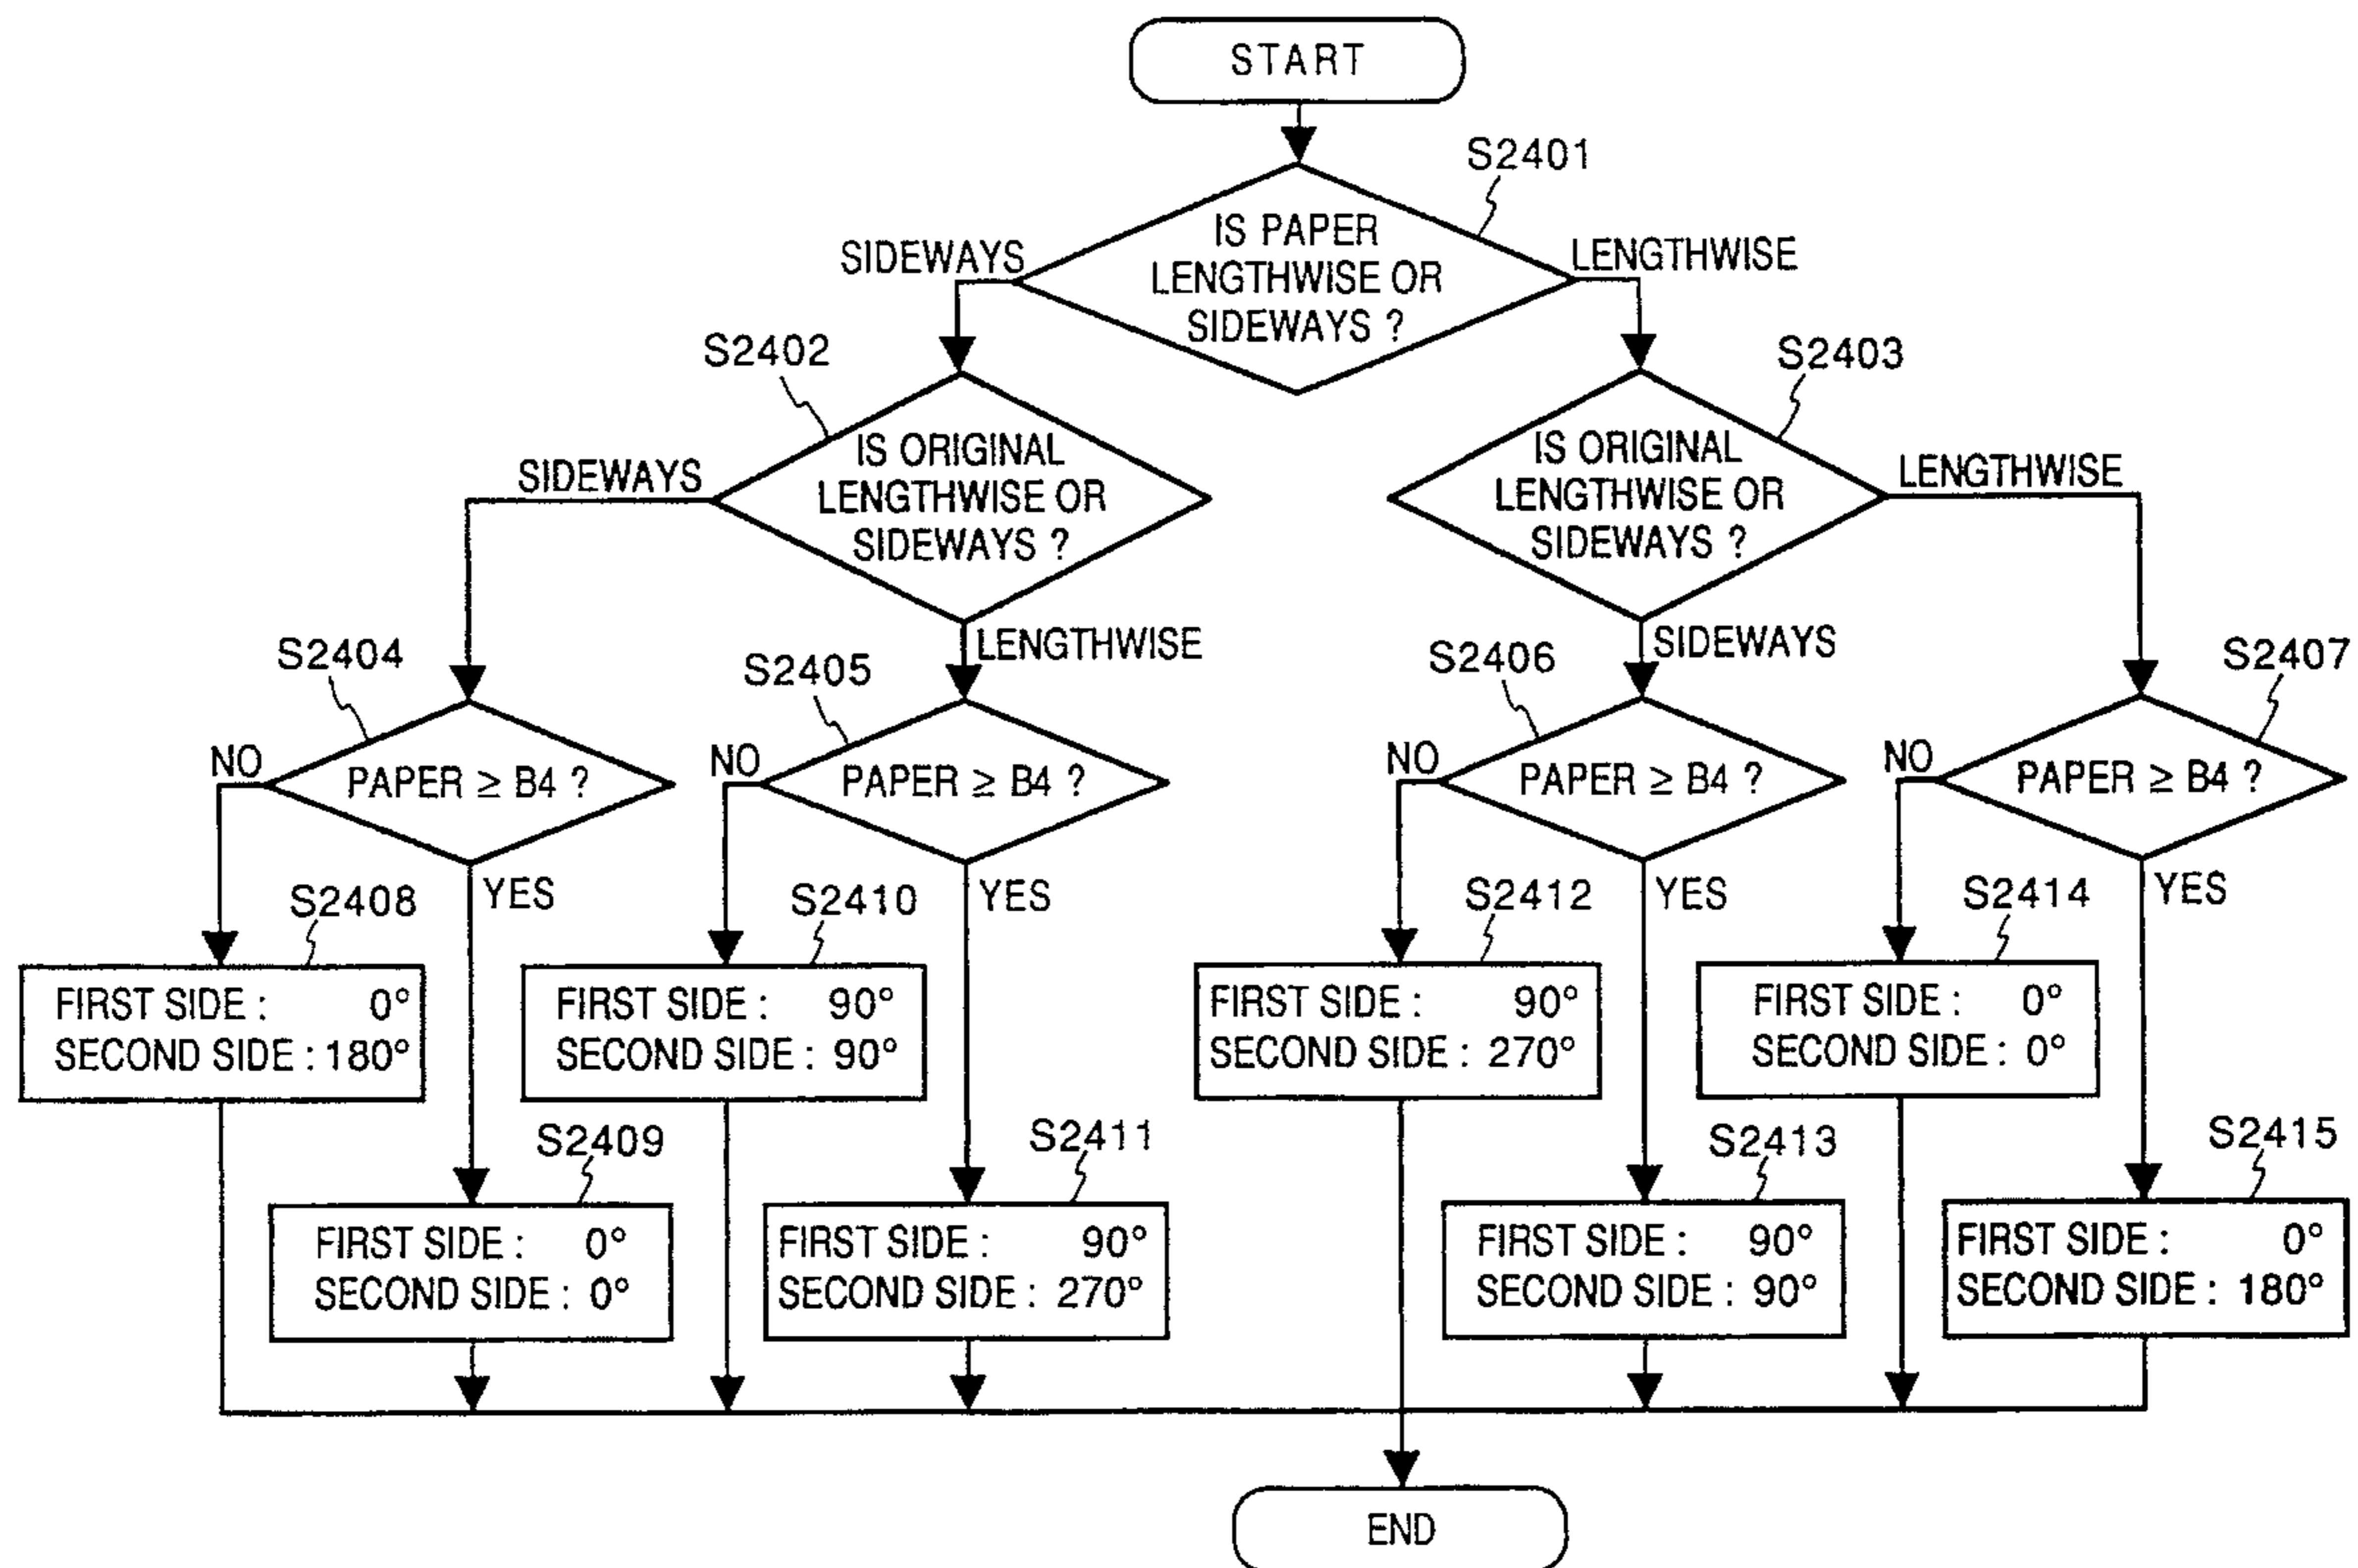 START
S2401
IS PAPER
LENGTHWISE OR
SIDEWAYS ?
SIDEWAYS
LENGTHWISE
S2402
IS ORIGINAL
LENGTHWISE OR
SIDEWAYS ?
SIDEWAYS
LENGTHWISE
S2403
IS ORIGINAL
LENGTHWISE OR
SIDEWAYS ?
LENGTHWISE
SIDEWAYS
S2404
PAPER ≥ B4 ?
NO
YES
S2405
PAPER ≥ B4 ?
NO
YES
S2406
PAPER ≥ B4 ?
NO
YES
S2407
PAPER ≥ B4 ?
NO
YES
S2408
FIRST SIDE : 0°
SECOND SIDE : 180°
S2410
FIRST SIDE : 90°
SECOND SIDE : 90°
S2412
FIRST SIDE : 90°
SECOND SIDE : 270°
S2414
FIRST SIDE : 0°
SECOND SIDE : 0°
S2409
FIRST SIDE : 0°
SECOND SIDE : 0°
S2411
FIRST SIDE : 90°
SECOND SIDE : 270°
S2413
FIRST SIDE : 90°
SECOND SIDE : 90°
S2415
FIRST SIDE : 0°
SECOND SIDE : 180°
END